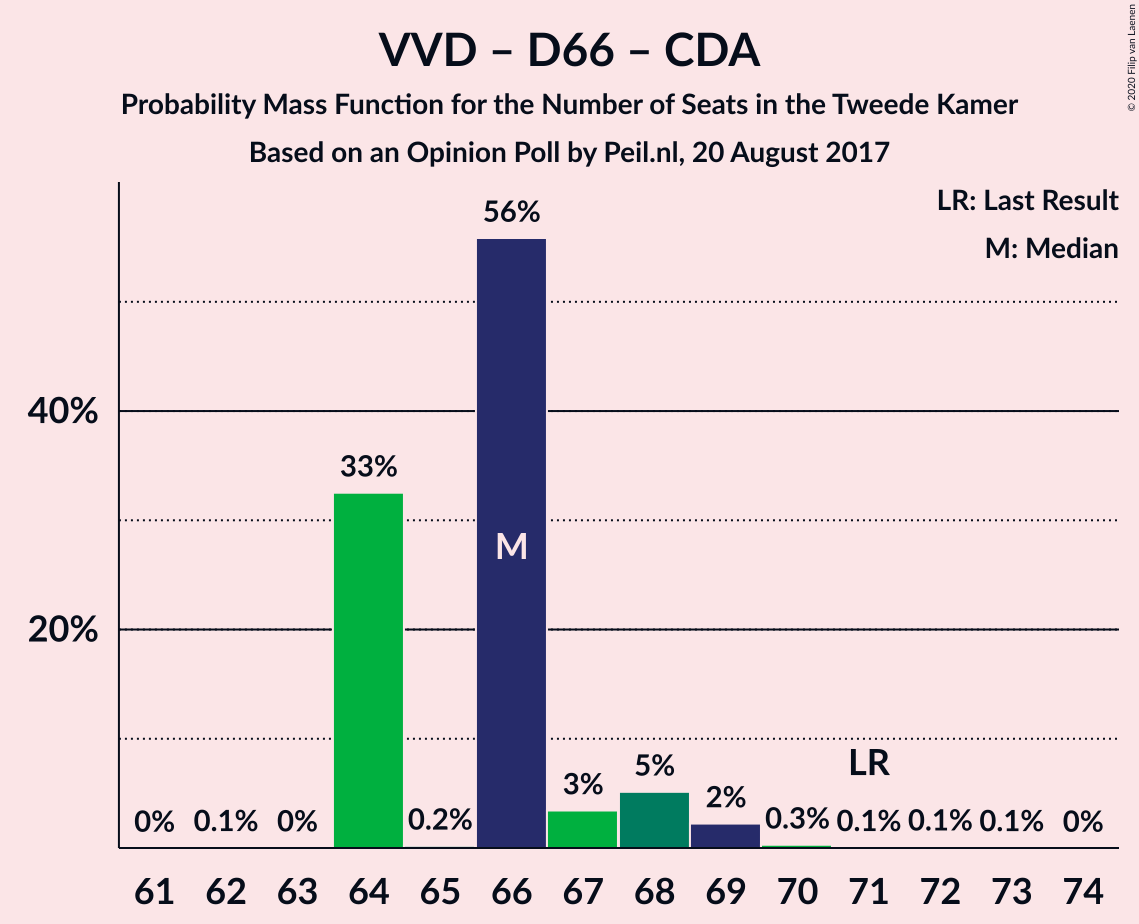 VVD – D66 – CDA
Probability Mass Function for the Number of Seats in the Tweede Kamer
Based on an Opinion Poll by Peil.nl, 20 August 2017
© 2020 Filip van Laenen
LR: Last Result
M: Median
56%
40%
33%
M
20%
LR
5%
3%
2%
0% 0.1% 0% 0.2% 0.3% 0.1% 0.1% 0.1% 0%
61 62 63 64 65 66 67 68 69 70 71 72 73 74